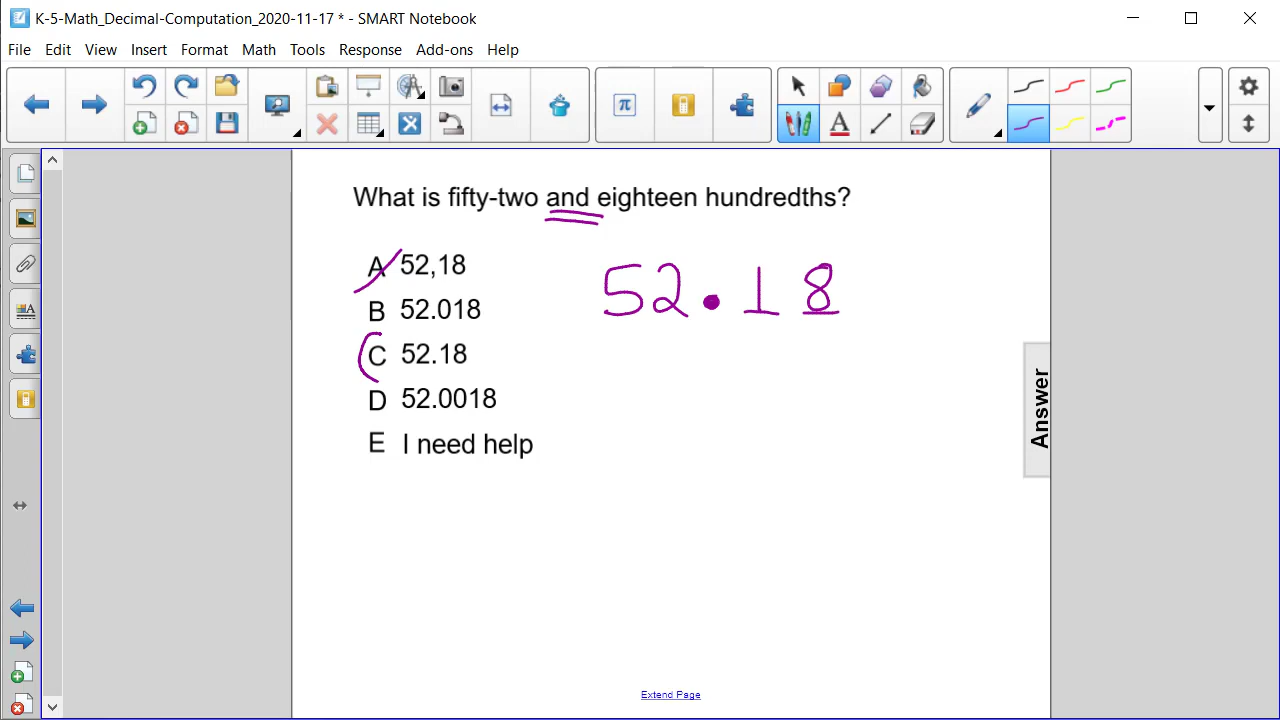 K-5-Math_Decimal-Computation_2020-11-17 * - SMART Notebook
File Edit View Insert Format Math Tools Response Add-ons Help
What is fifty-two and eighteen hundredths?
A 52,18
B 52.018
C 52.18
D 52.0018
E I need help
52.18
Answer
Extend Page